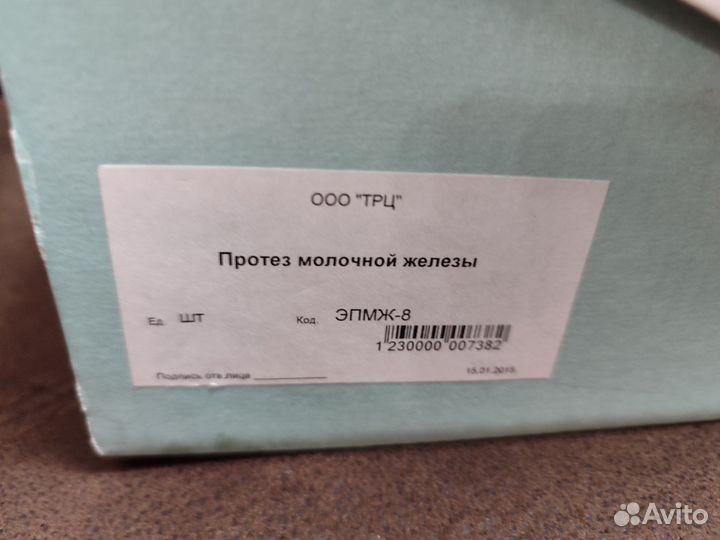 ООО "ТРЦ"
Протез молочной железы
Ед. ШТ Код. ЭПМЖ-8
1 230000 007382
Подпись отв.лица ____________ 15.01.2015.
Avito